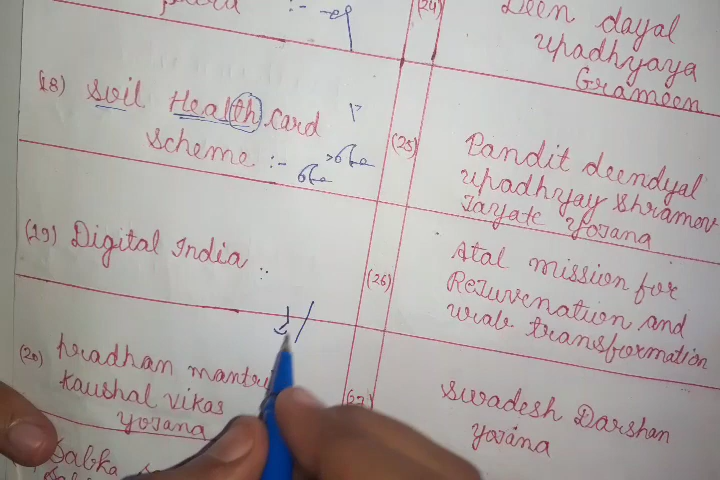 (24) Deen dayal
upadhyaya
Grameen
(18) Soil Health Card
Scheme :-
(25) Pandit deendyal
upadhyay Shramev
Jayate Yojana
(19) Digital India :
(26) Atal mission for
Rejuvenation and
urab transformation
(20) Pradhan mantri
Kaushal vikas
yojana
(27) Swadesh Darshan
yojana
Sabka